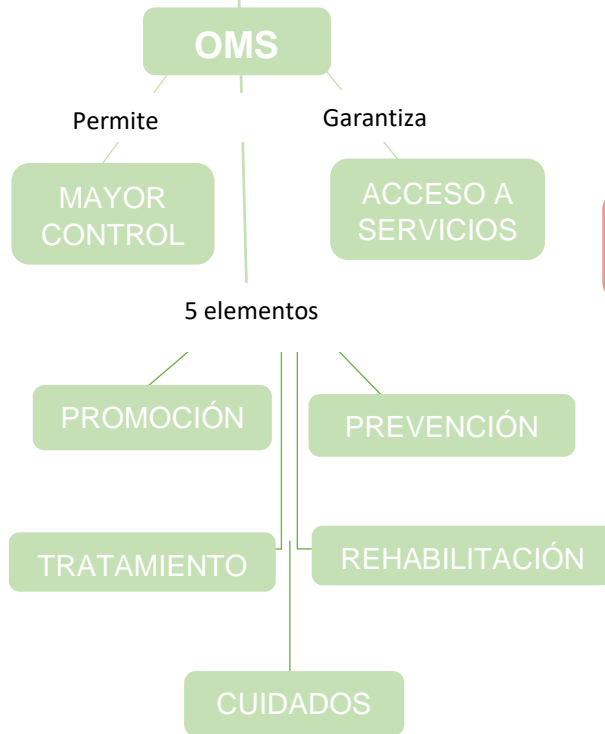 OMS
Permite
Garantiza
MAYOR
CONTROL
ACCESO A
SERVICIOS
5 elementos
PROMOCIÓN
PREVENCIÓN
TRATAMIENTO
REHABILITACIÓN
CUIDADOS